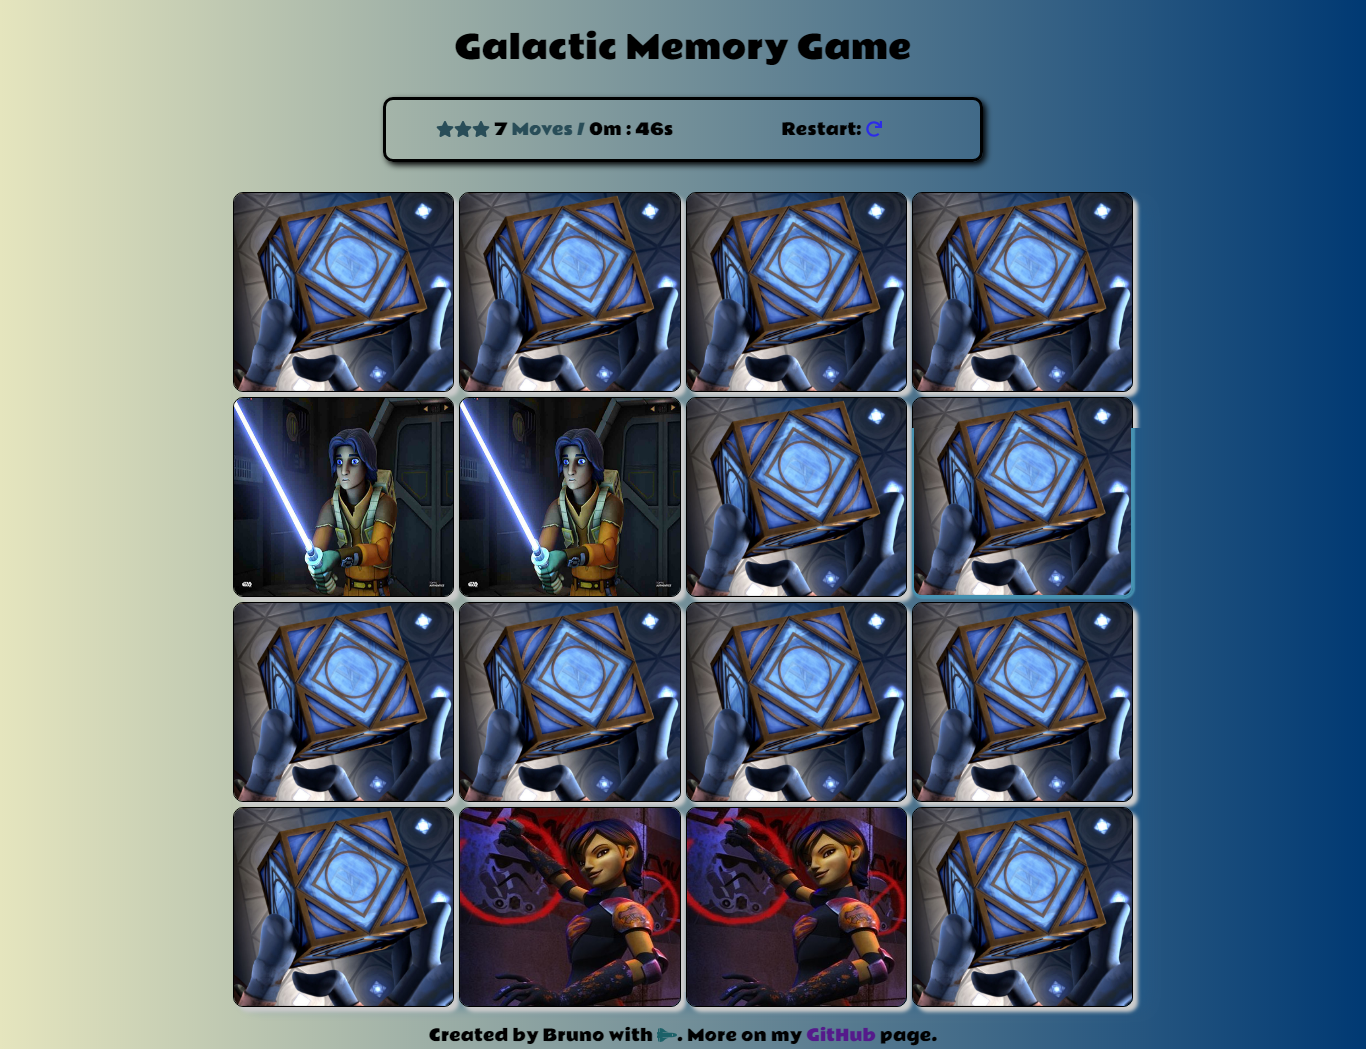 Galactic Memory Game
7 Moves / 0m : 46s Restart:
Created by Bruno with . More on my GitHub page.